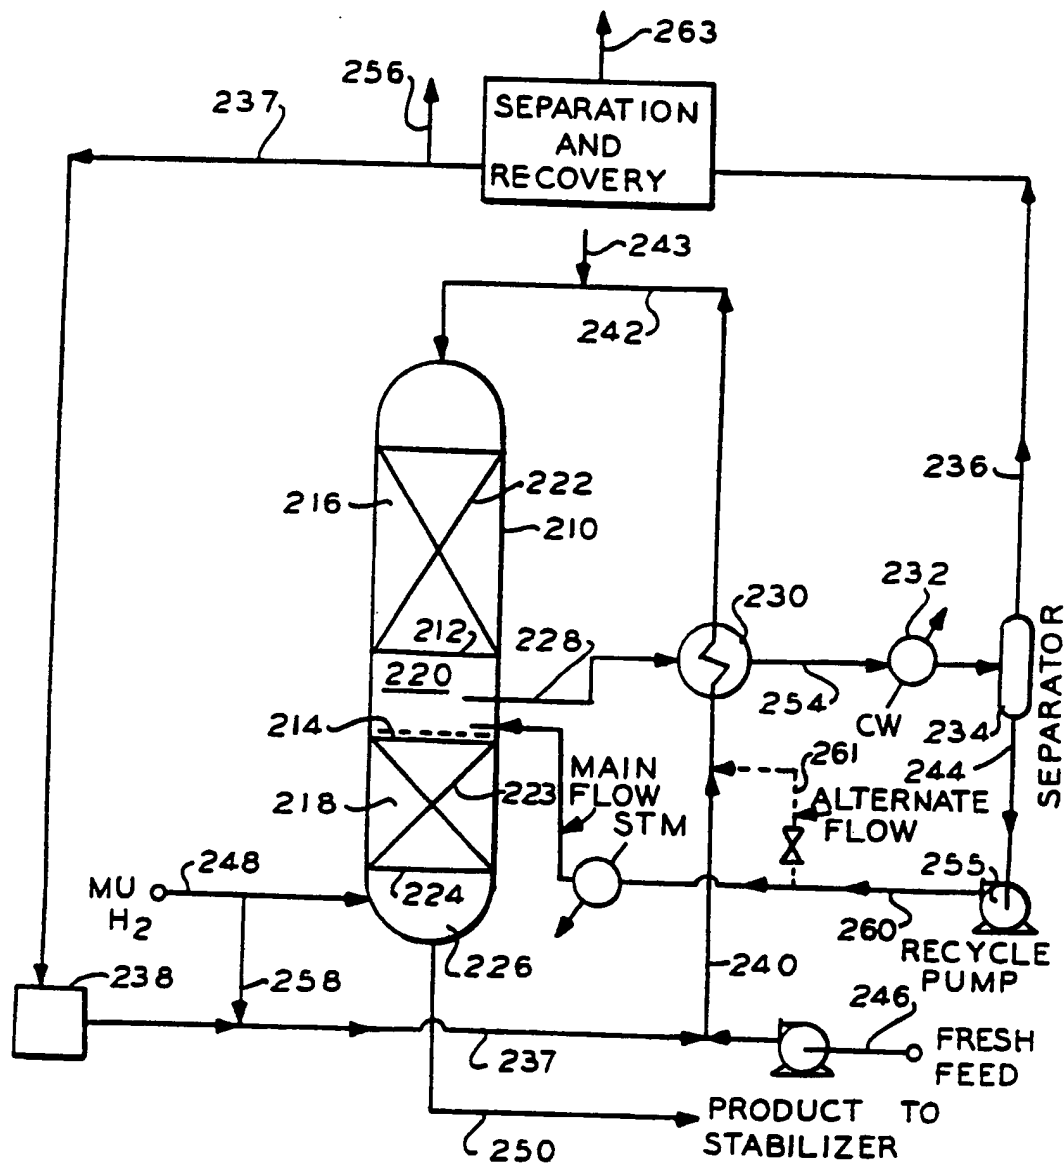 263
256
237
SEPARATION
AND
RECOVERY
243
242
236
216
222
210
232
230
212
228
220
254
CW
234
SEPARATOR
214
244
261
MAIN
FLOW
STM
ALTERNATE
FLOW
218
223
248
MU
H2
224
255
260
RECYCLE
PUMP
226
240
238
258
246
FRESH
FEED
237
PRODUCT TO
STABILIZER
250